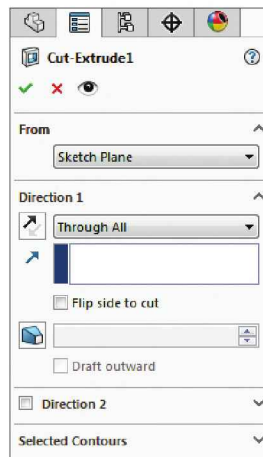 Cut-Extrude1
?
From
Sketch Plane
Direction 1
Through All
Flip side to cut
Draft outward
Direction 2
Selected Contours